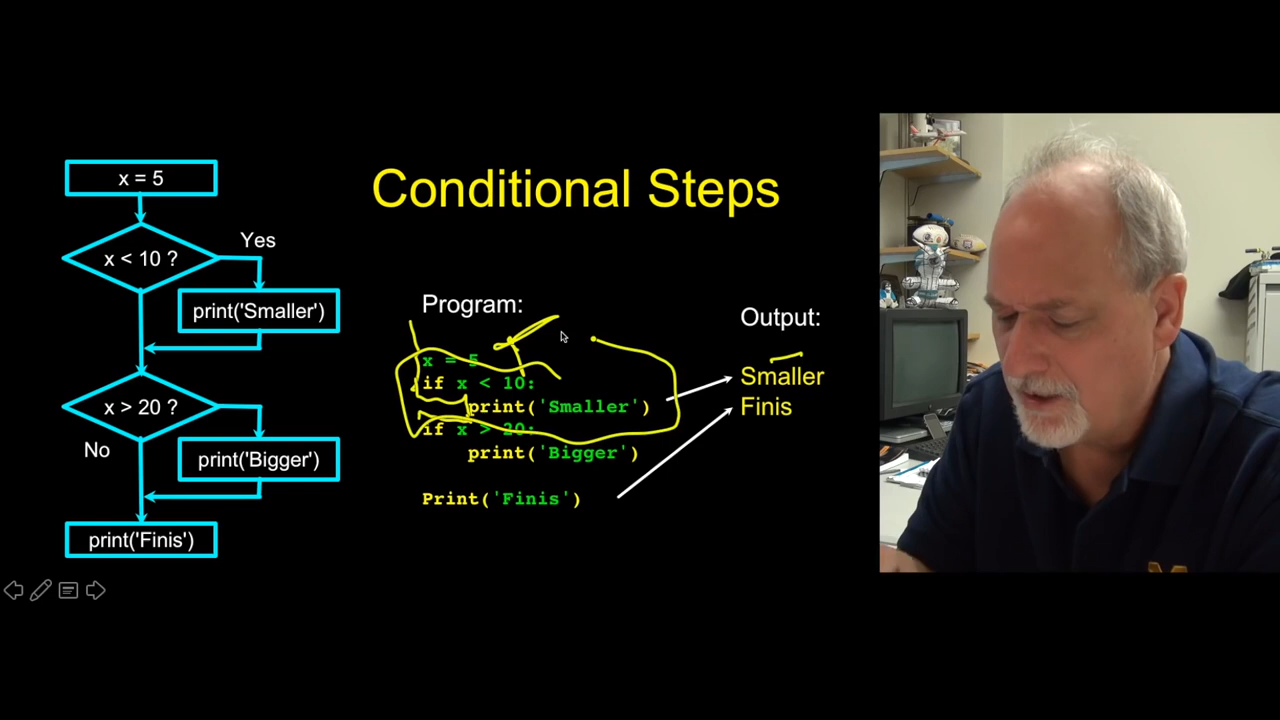 Conditional Steps
x = 5
x < 10 ?
Yes
print('Smaller')
x > 20 ?
No
print('Bigger')
print('Finis')
Program:
x = 5
if x < 10:
print('Smaller')
if x > 20:
print('Bigger')
Print('Finis')
Output:
Smaller
Finis